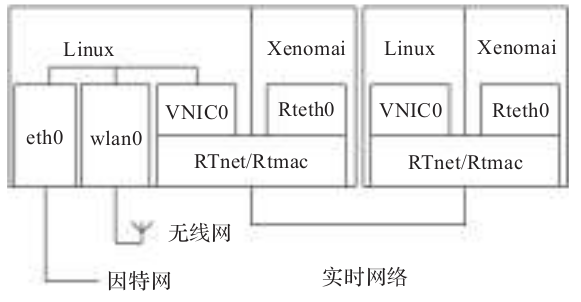 Linux Xenomai Linux Xenomai
eth0 wlan0 VNIC0 Rteth0 VNIC0 Rteth0
RTnet/Rtmac RTnet/Rtmac
无线网
因特网 实时网络